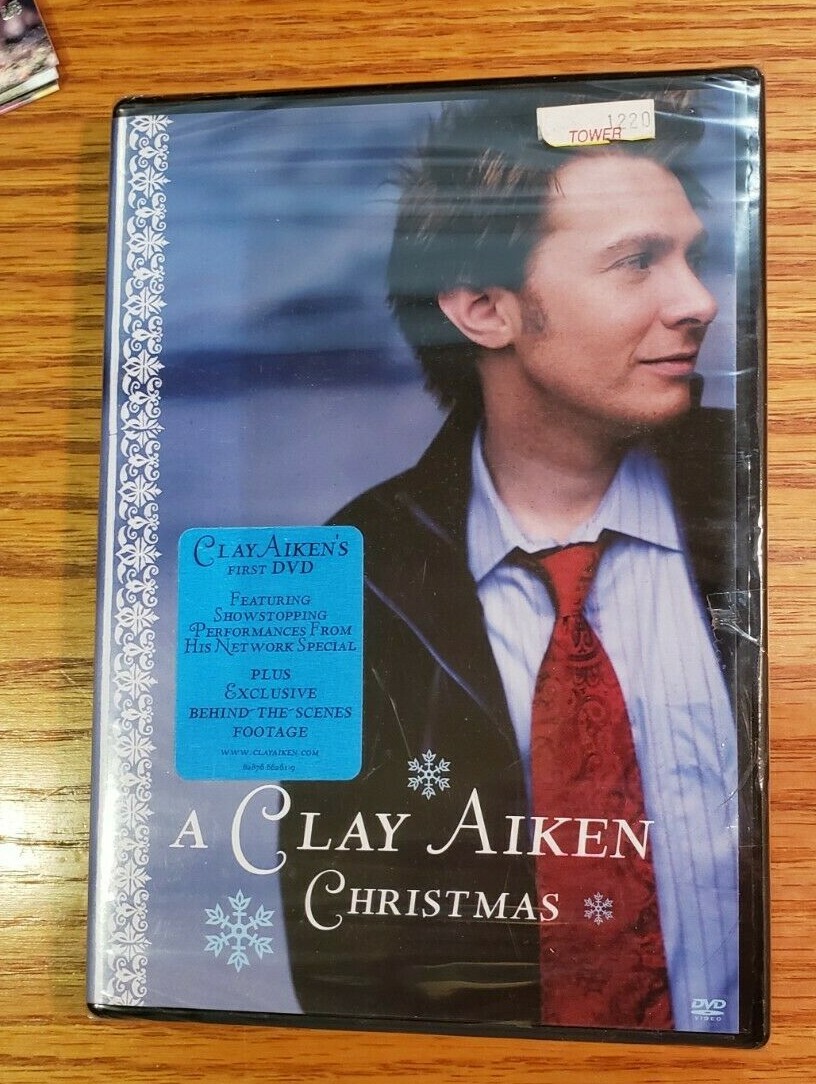 1220
TOWER
CLAY AIKEN'S
FIRST DVD
FEATURING
SHOWSTOPPING
PERFORMANCES FROM
HIS NETWORK SPECIAL
PLUS
EXCLUSIVE
BEHIND-THE-SCENES
FOOTAGE
WWW.CLAYAIKEN.COM
A CLAY AIKEN
CHRISTMAS
DVD
VIDEO